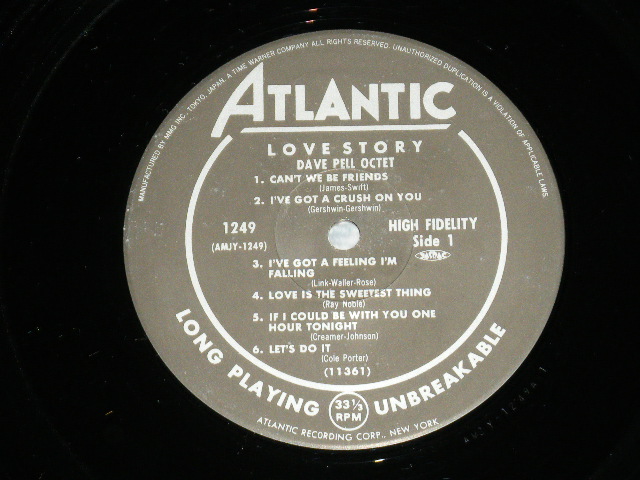 MANUFACTURED BY MMG INC. TOKYO, JAPAN, A TIME WARNER COMPANY ALL RIGHTS RESERVED. UNAUTHORIZED DUPLICATION IS A VIOLATION OF APPLICABLE LAWS.
ATLANTIC
LOVE STORY
DAVE PELL OCTET
1. CAN'T WE BE FRIENDS
(James-Swift)
2. I'VE GOT A CRUSH ON YOU
(Gershwin-Gershwin)
1249
(AMJY-1249)
HIGH FIDELITY
Side 1
3. I'VE GOT A FEELING I'M
FALLING
(Link-Waller-Rose)
4. LOVE IS THE SWEETEST THING
(Ray Noble)
5. IF I COULD BE WITH YOU ONE
HOUR TONIGHT
(Creamer-Johnson)
6. LET'S DO IT
(Cole Porter)
(11361)
LONG PLAYING
33 1/3
RPM
UNBREAKABLE
ATLANTIC RECORDING CORP., NEW YORK